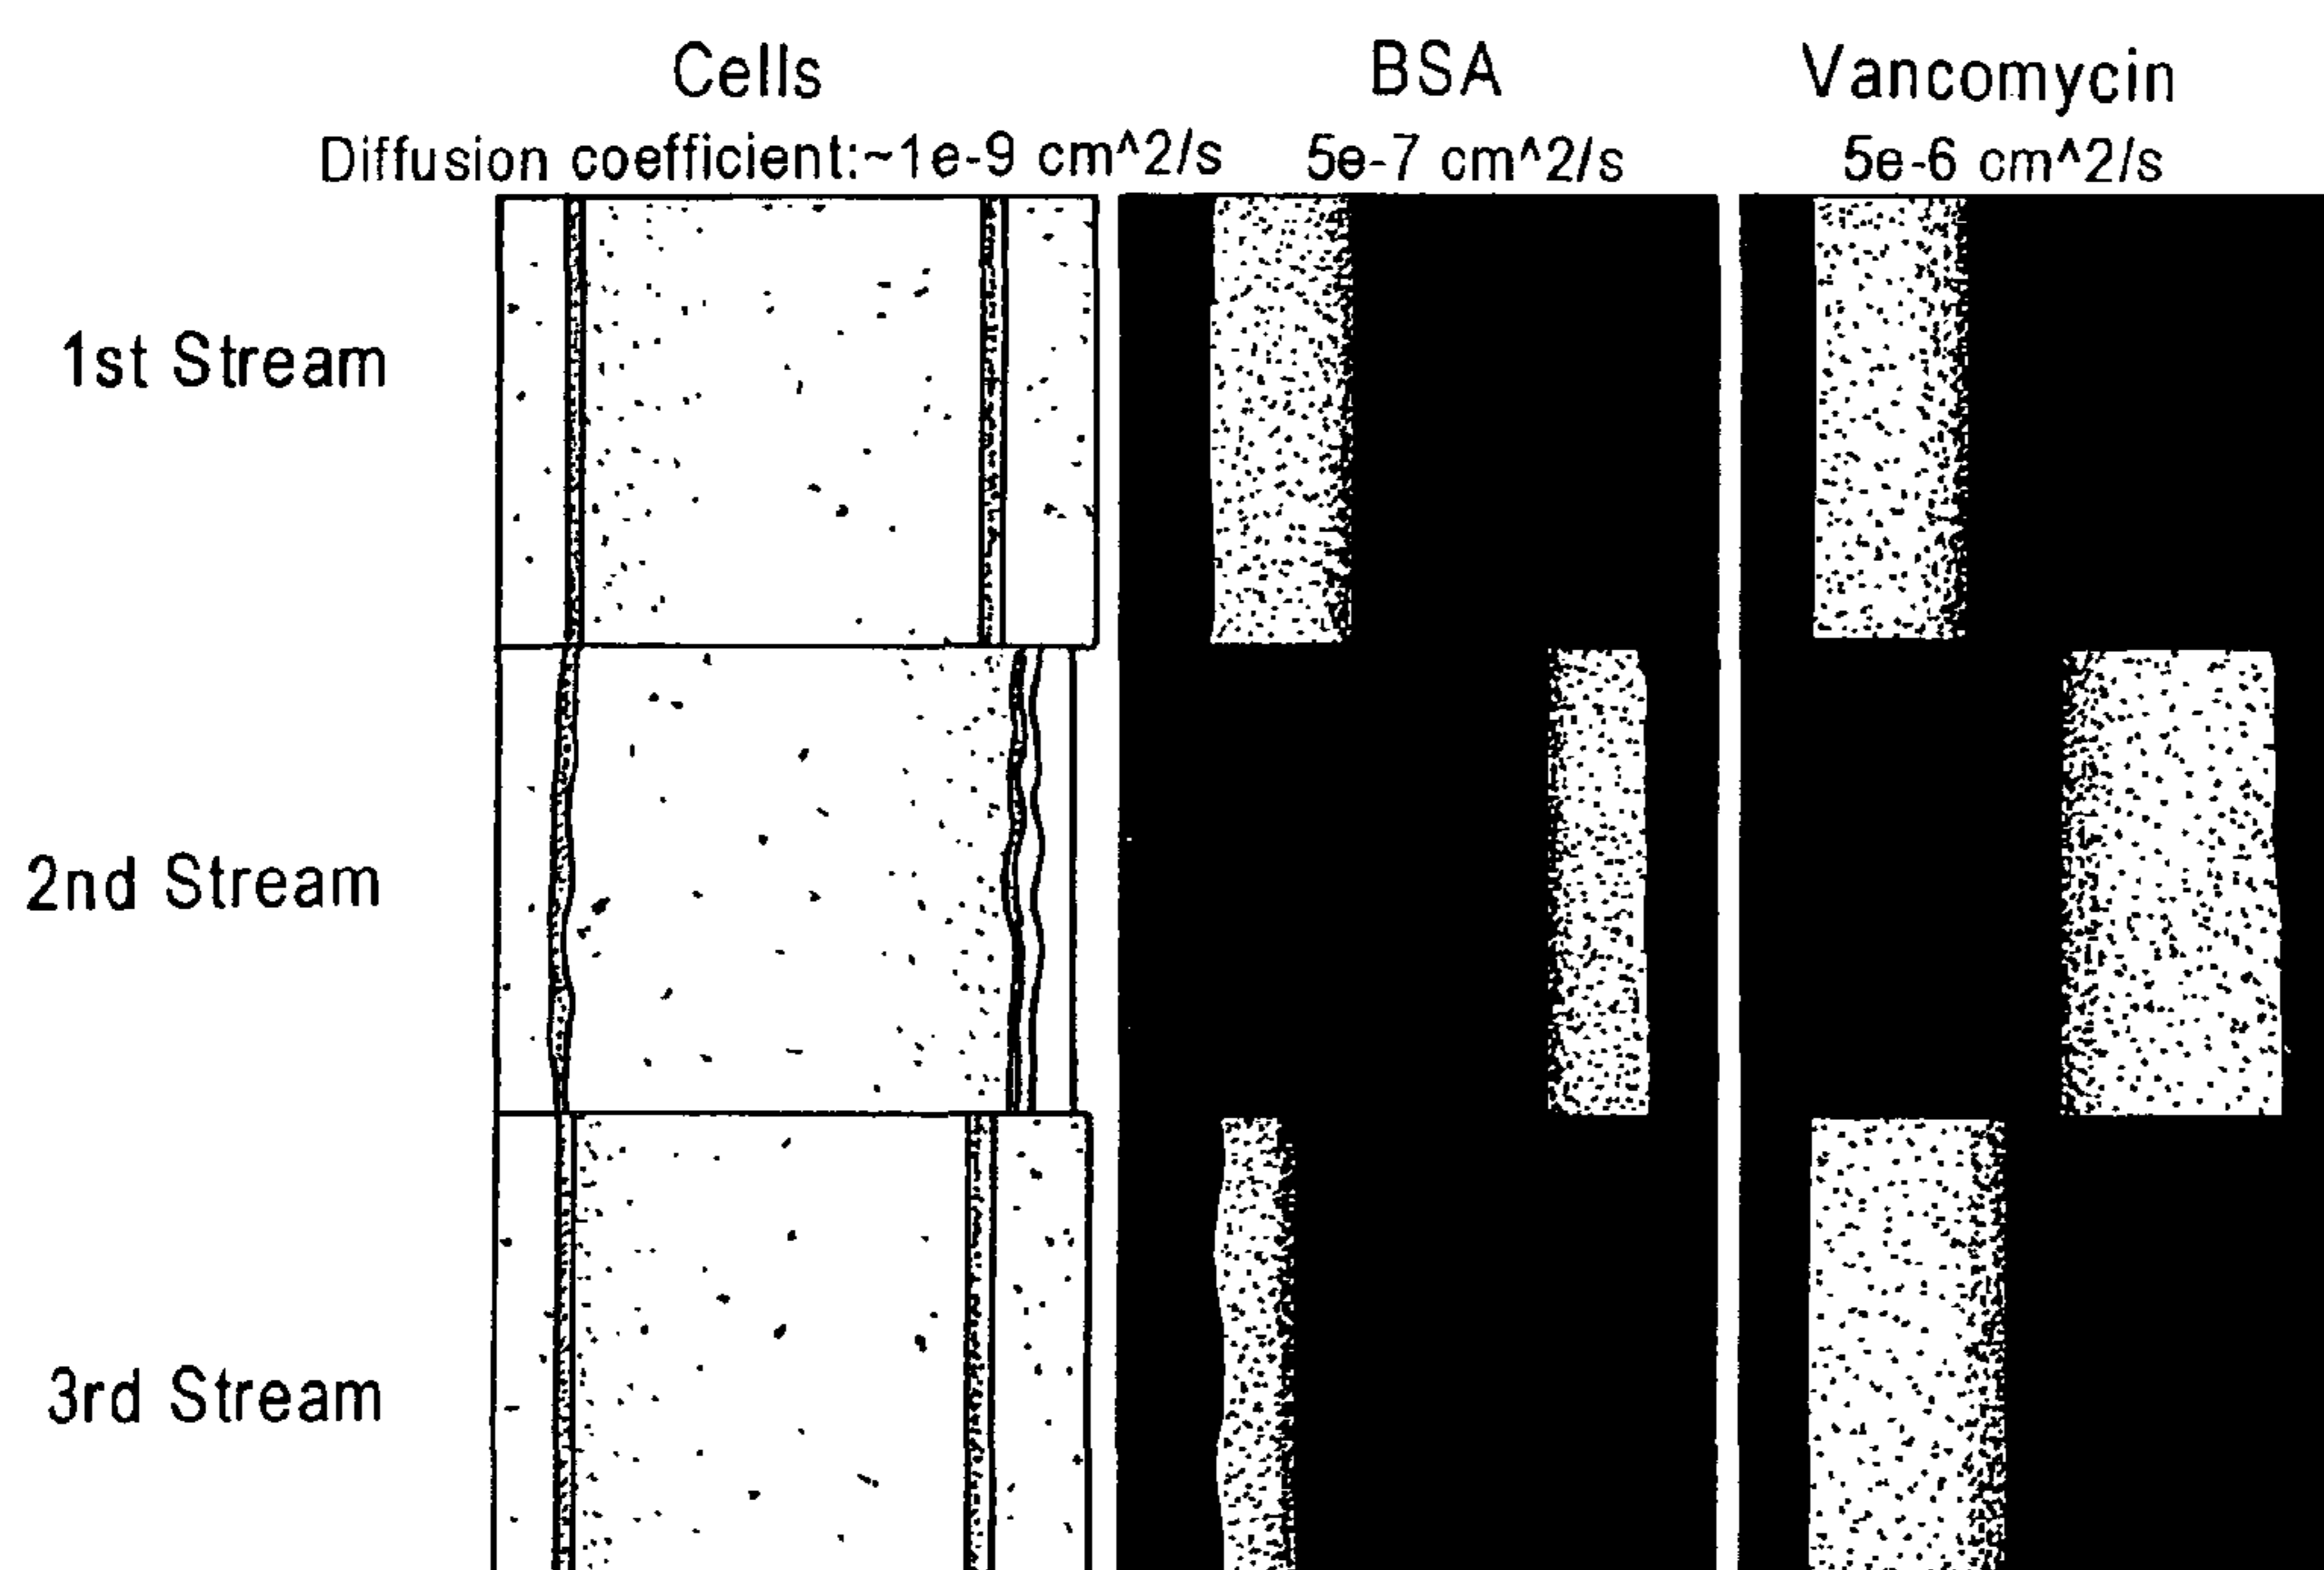 Cells BSA Vancomycin
Diffusion coefficient:~1e-9 cm^2/s 5e-7 cm^2/s 5e-6 cm^2/s
1st Stream
2nd Stream
3rd Stream